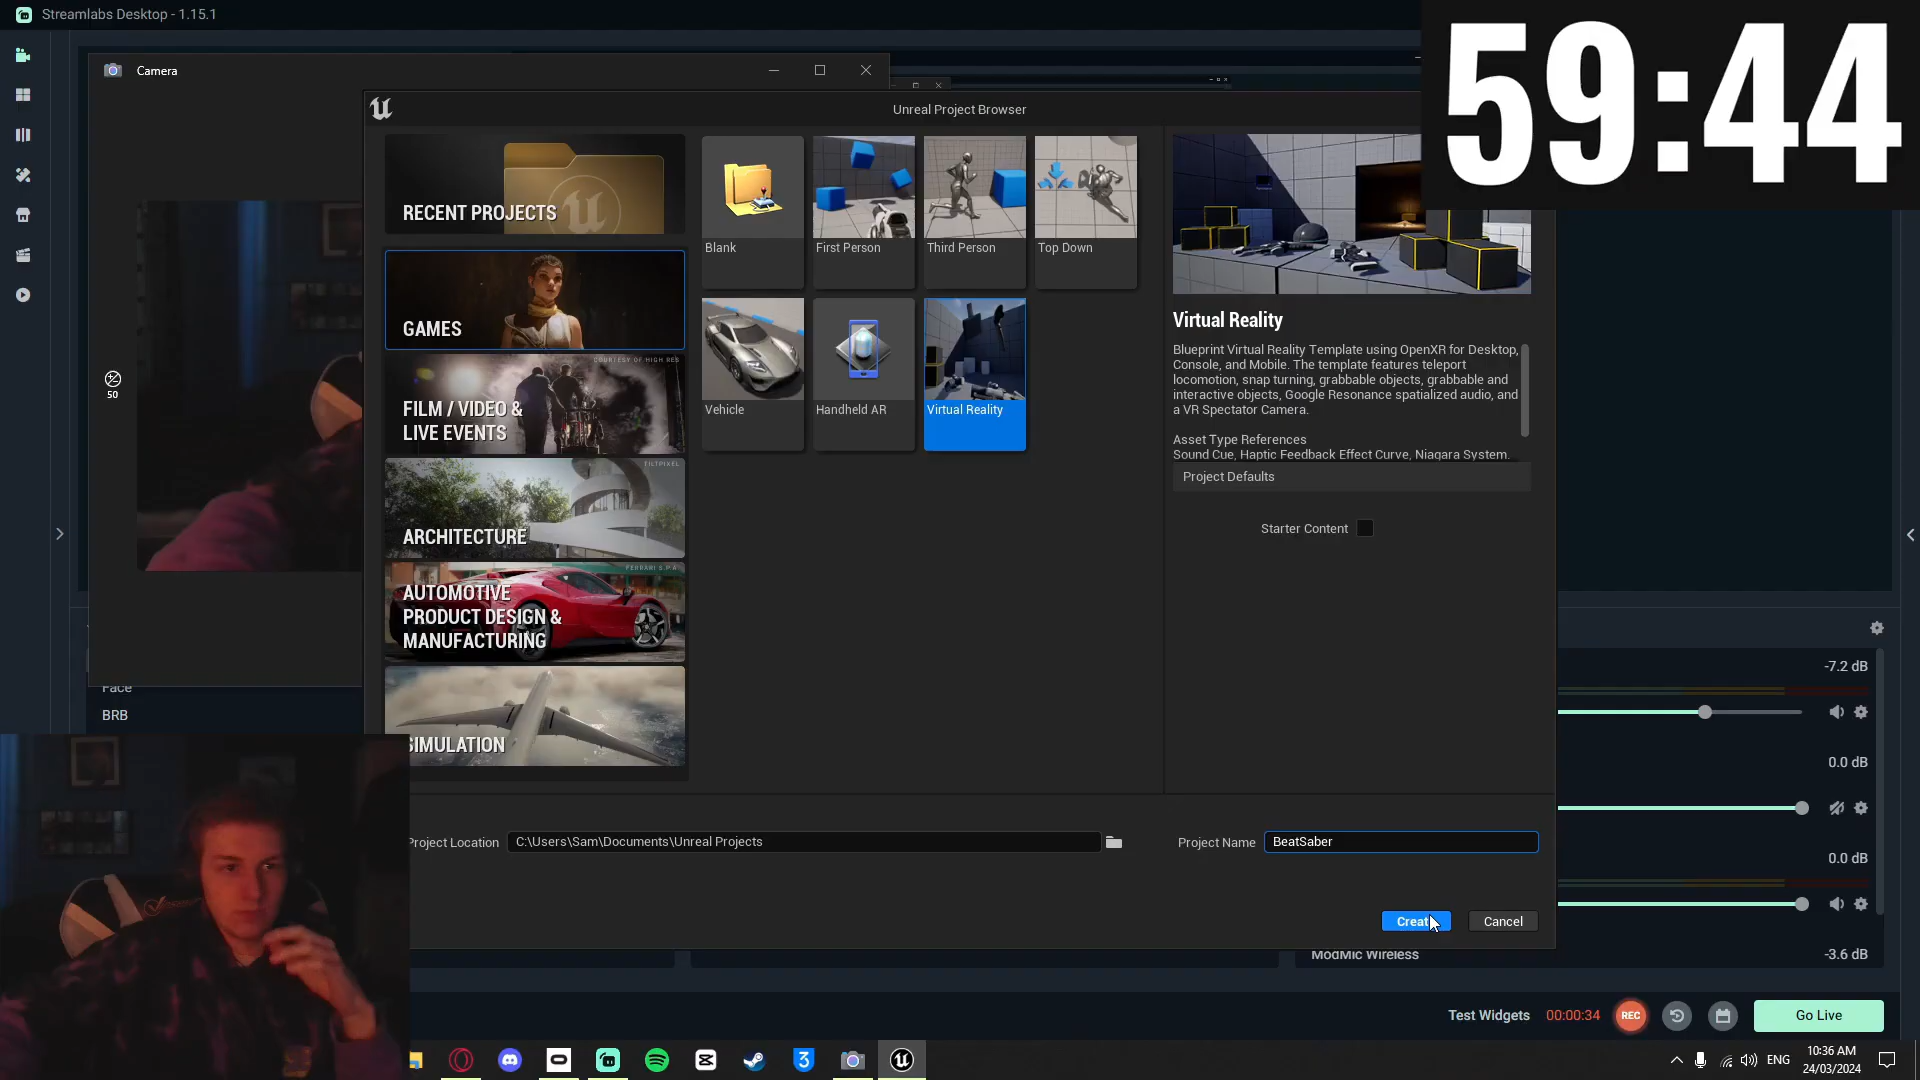 Streamlabs Desktop - 1.15.1
59:44
Camera
Unreal Project Browser
RECENT PROJECTS
GAMES
COURTESY OF HIGH RES
FILM / VIDEO &
LIVE EVENTS
TILTPIXEL
ARCHITECTURE
FERRARI S.P.A
AUTOMOTIVE
PRODUCT DESIGN &
MANUFACTURING
SIMULATION
Blank
First Person
Third Person
Top Down
Vehicle
Handheld AR
Virtual Reality
Virtual Reality
Blueprint Virtual Reality Template using OpenXR for Desktop,
Console, and Mobile. The template features teleport
locomotion, snap turning, grabbable objects, grabbable and
interactive objects, Google Resonance spatialized audio, and
a VR Spectator Camera.
Asset Type References
Sound Cue, Haptic Feedback Effect Curve, Niagara System,
Project Defaults
Starter Content
50
Face
BRB
-7.2 dB
0.0 dB
0.0 dB
ModMic Wireless
-3.6 dB
Project Location
C:\Users\Sam\Documents\Unreal Projects
Project Name
BeatSaber
Cancel
Test Widgets
00:00:34
REC
Go Live
ENG
10:36 AM
24/03/2024